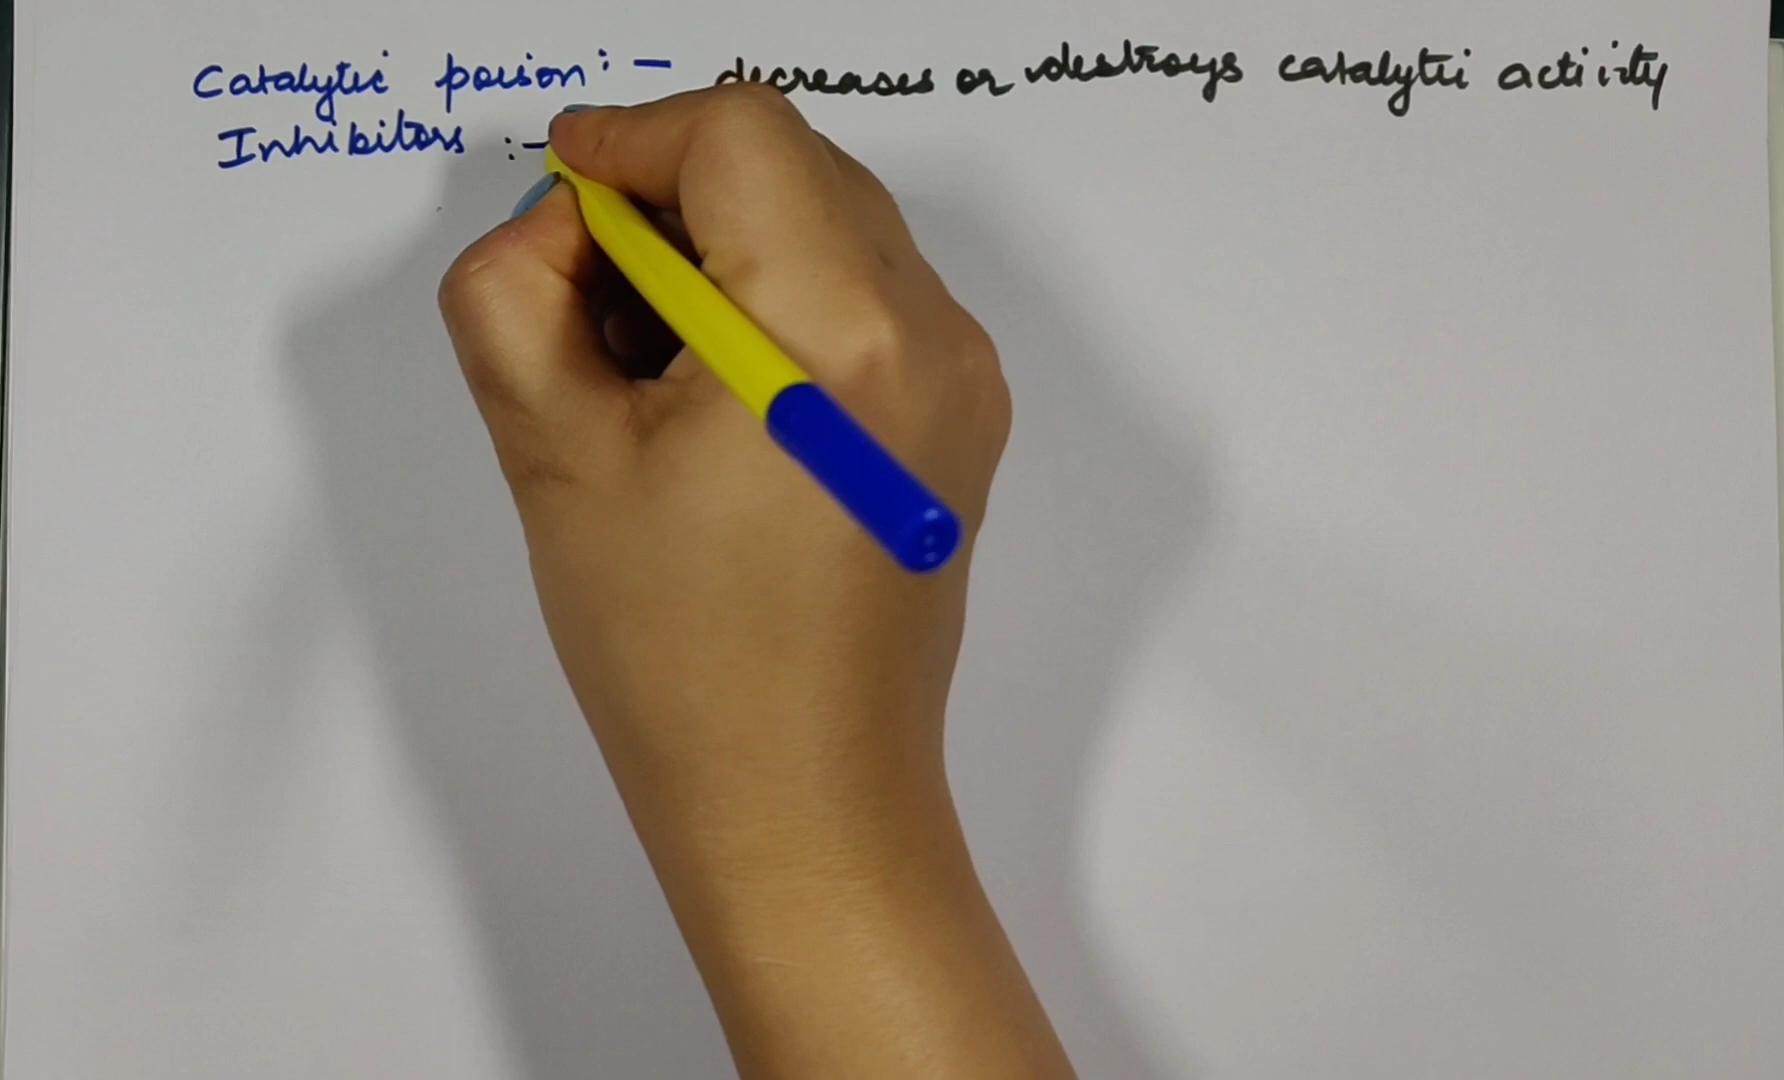 Catalytic poison :- decreases or destroys catalytic activity
Inhibitors :-